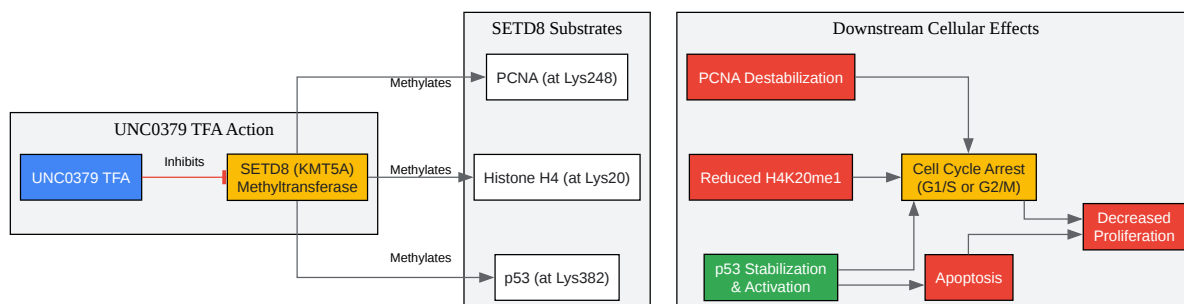 SETD8 Substrates
Downstream Cellular Effects
PCNA (at Lys248)
PCNA Destabilization
Methylates
UNC0379 TFA Action
UNC0379 TFA
Inhibits
SETD8 (KMT5A)
Methyltransferase
Methylates
Histone H4 (at Lys20)
Reduced H4K20me1
Cell Cycle Arrest
(G1/S or G2/M)
Decreased
Proliferation
Methylates
p53 (at Lys382)
p53 Stabilization
& Activation
Apoptosis